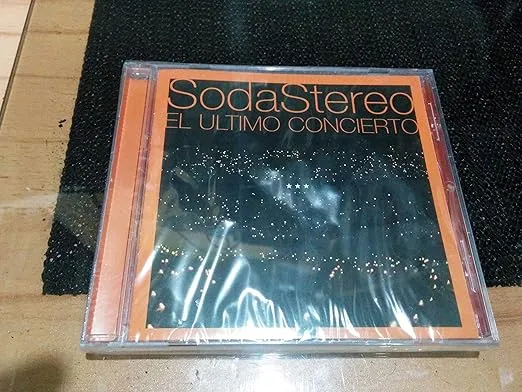 SodaStereo
EL ULTIMO CONCIERTO
***